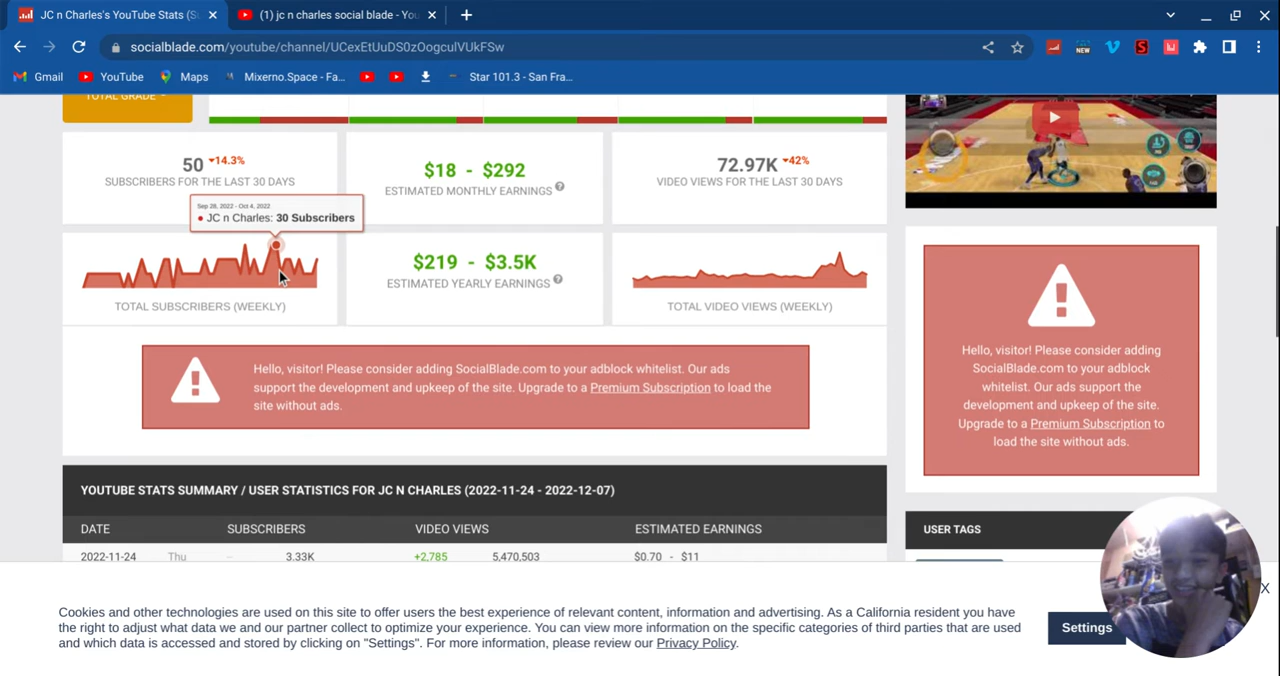 JC n Charles's YouTube Stats (S
(1) jc n charles social blade - You
socialblade.com/youtube/channel/UCexEtUuDS0zOogculVUkFSw
Gmail
YouTube
Maps
Mixerno.Space - Fa...
Star 101.3 - San Fra...
TOTAL GRADE
50 14.3%
SUBSCRIBERS FOR THE LAST 30 DAYS
$18 - $292
ESTIMATED MONTHLY EARNINGS
72.97K 42%
VIDEO VIEWS FOR THE LAST 30 DAYS
Sep 28, 2022 - Oct 4, 2022
JC n Charles: 30 Subscribers
TOTAL SUBSCRIBERS (WEEKLY)
$219 - $3.5K
ESTIMATED YEARLY EARNINGS
TOTAL VIDEO VIEWS (WEEKLY)
Hello, visitor! Please consider adding SocialBlade.com to your adblock whitelist. Our ads
support the development and upkeep of the site. Upgrade to a Premium Subscription to load the
site without ads.
Hello, visitor! Please consider adding
SocialBlade.com to your adblock
whitelist. Our ads support the
development and upkeep of the site.
Upgrade to a Premium Subscription to
load the site without ads.
YOUTUBE STATS SUMMARY / USER STATISTICS FOR JC N CHARLES (2022-11-24 - 2022-12-07)
DATE SUBSCRIBERS VIDEO VIEWS ESTIMATED EARNINGS
2022-11-24 Thu -- 3.33K +2,785 5,470,503 $0.70 - $11
USER TAGS
Cookies and other technologies are used on this site to offer users the best experience of relevant content, information and advertising. As a California resident you have
the right to adjust what data we and our partner collect to optimize your experience. You can view more information on the specific categories of third parties that are used
and which data is accessed and stored by clicking on "Settings". For more information, please review our Privacy Policy.
Settings
X